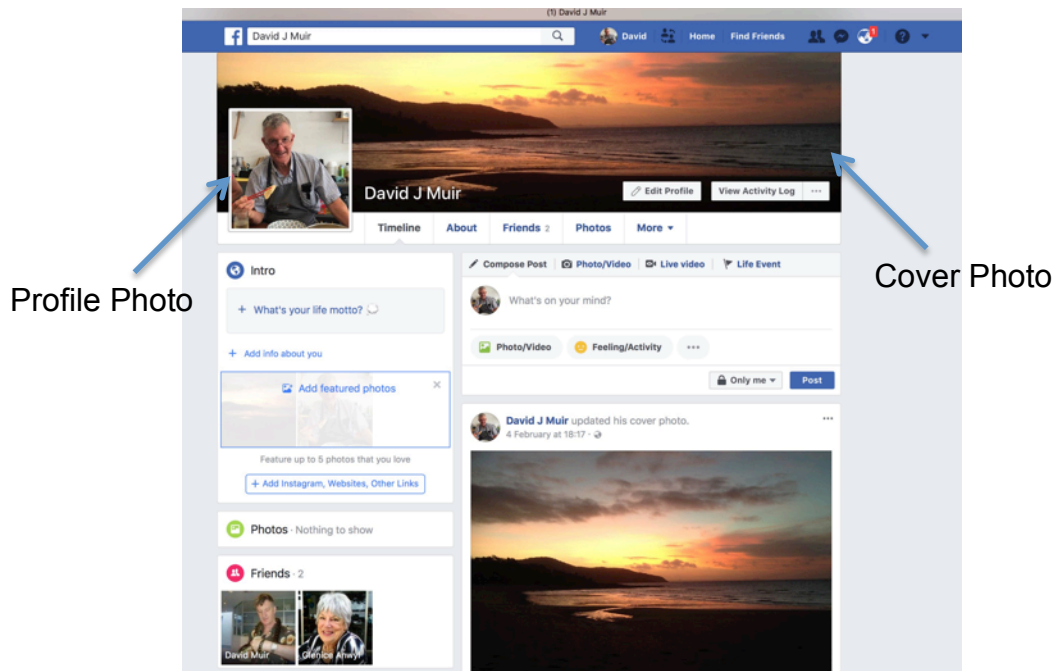 (1) David J Muir
f David J Muir David Home Find Friends 1 ?
David J Muir
Edit Profile View Activity Log ...
Timeline About Friends 2 Photos More
Profile Photo
Cover Photo
Intro
+ What's your life motto?
+ Add info about you
Add featured photos ×
Feature up to 5 photos that you love
+ Add Instagram, Websites, Other Links
Photos · Nothing to show
Friends · 2
David Muir Glenice Anwyl
Compose Post Photo/Video Live video Life Event
What's on your mind?
Photo/Video Feeling/Activity ...
Only me Post
David J Muir updated his cover photo. ...
4 February at 18:17 ·